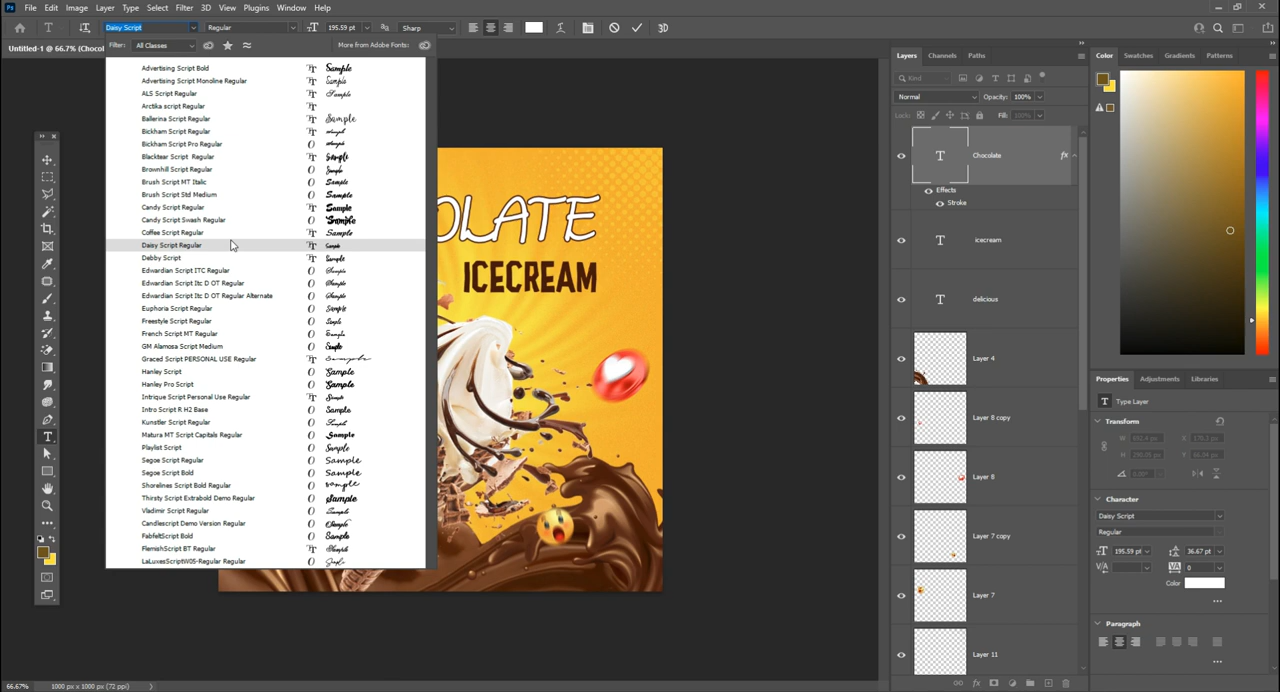 Ps File Edit Image Layer Type Select Filter 3D View Plugins Window Help
Daisy Script Regular 195.59 pt Sharp 3D
Untitled-1 @ 66.7% (Chocol
Filter: All Classes More from Adobe Fonts:
Advertising Script Bold Sample
Advertising Script Monoline Regular Sample
ALS Script Regular Sample
Arctika script Regular
Ballerina Script Regular Sample
Bickham Script Regular Sample
Bickham Script Pro Regular Sample
Blacktear Script Regular Sample
Brownhill Script Regular Sample
Brush Script MT Italic Sample
Brush Script Std Medium Sample
Candy Script Regular Sample
Candy Script Swash Regular Sample
Coffee Script Regular Sample
Daisy Script Regular Sample
Debby Script Sample
Edwardian Script ITC Regular Sample
Edwardian Script Itc D OT Regular Sample
Edwardian Script Itc D OT Regular Alternate Sample
Euphoria Script Regular Sample
Freestyle Script Regular Sample
French Script MT Regular Sample
GM Alamosa Script Medium Sample
Graced Script PERSONAL USE Regular Sample
Hanley Script Sample
Hanley Pro Script Sample
Intrique Script Personal Use Regular Sample
Intro Script R H2 Base Sample
Kunstler Script Regular Sample
Matura MT Script Capitals Regular Sample
Playlist Script Sample
Segoe Script Regular Sample
Segoe Script Bold Sample
Shorelines Script Bold Regular Sample
Thirsty Script Extrabold Demo Regular Sample
Vladimir Script Regular Sample
Candlescript Demo Version Regular Sample
FabfeltScript Bold Sample
FlemishScript BT Regular Sample
LaLuxesScriptW05-Regular Regular Sample
OLATE
ICECREAM
66.67% 1000 px x 1000 px (72 ppi)
Layers Channels Paths
Kind
Normal Opacity: 100%
Lock: Fill: 100%
Chocolate fx
Effects
Stroke
icecream
delicious
Layer 4
Layer 8 copy
Layer 6
Layer 7 copy
Layer 7
Layer 11
Color Swatches Gradients Patterns
Properties Adjustments Libraries
Type Layer
Transform
Character
Daisy Script
Regular
195.59 pt 36.67 pt
0
Color
Paragraph